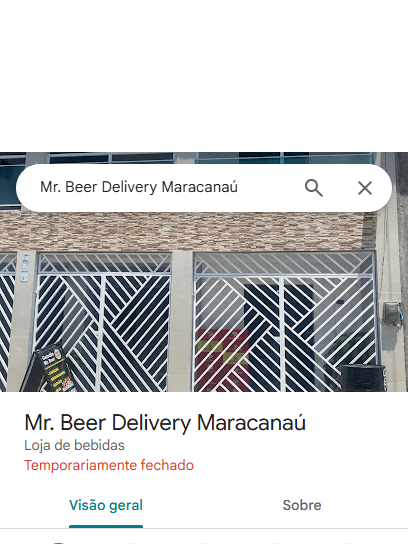 Mr. Beer Delivery Maracanaú
Mr. Beer Delivery Maracanaú
Loja de bebidas
Temporariamente fechado
Visão geral
Sobre